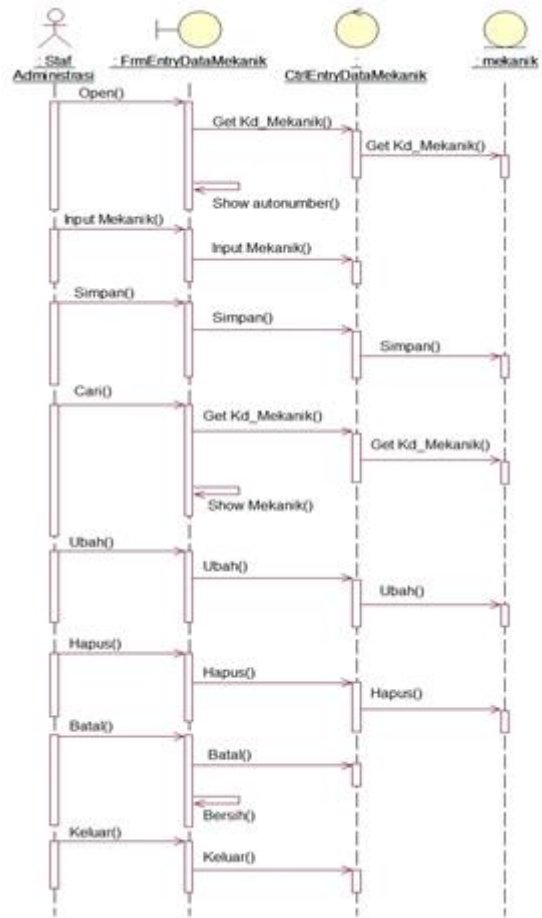 : Staf
Administrasi
: FrmEntryDataMekanik
:
CtrlEntryDataMekanik
: mekanik
Open()
Get Kd_Mekanik()
Get Kd_Mekanik()
Show autonumber()
Input Mekanik()
Input Mekanik()
Simpan()
Simpan()
Simpan()
Cari()
Get Kd_Mekanik()
Get Kd_Mekanik()
Show Mekanik()
Ubah()
Ubah()
Ubah()
Hapus()
Hapus()
Hapus()
Batal()
Batal()
Bersih()
Keluar()
Keluar()